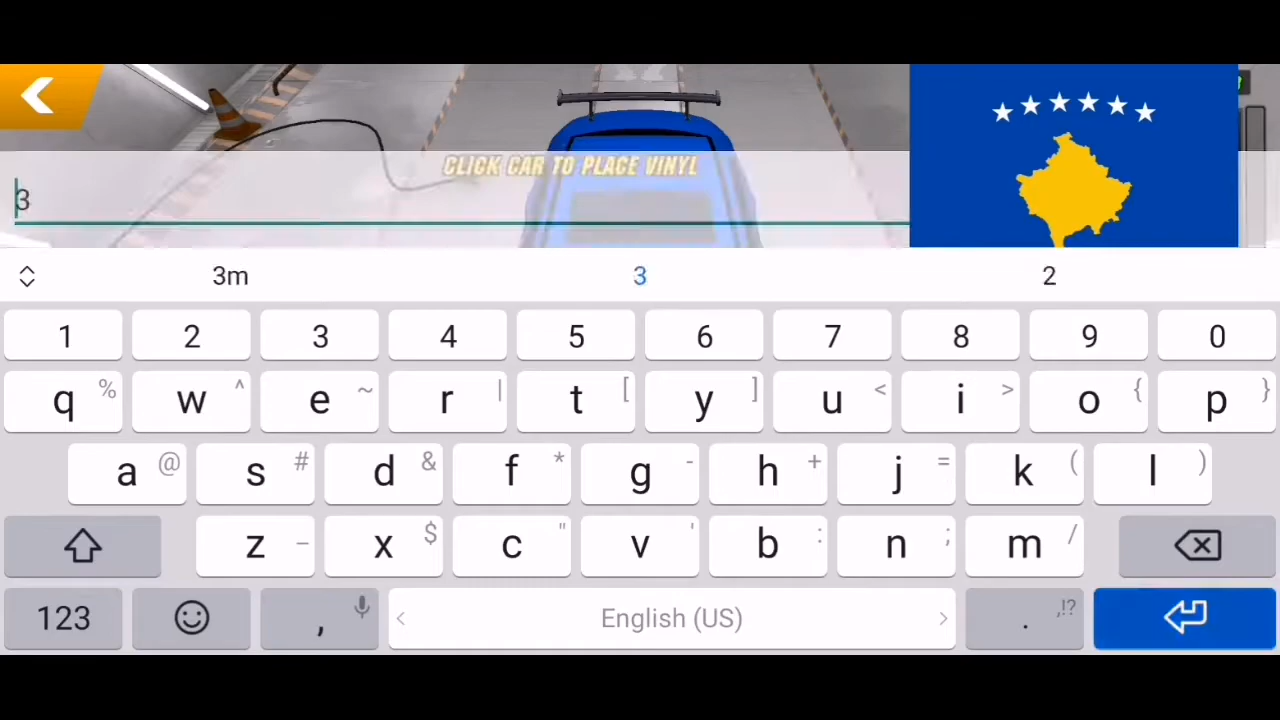 CLICK CAR TO PLACE VINYL
3
3m 3 2
1 2 3 4 5 6 7 8 9 0
q % w ^ e ~ r | t [ y ] u < i > o { p }
a @ s # d & f * g - h + j = k ( l )
z _ x $ c " v ' b : n ; m /
123 , < English (US) > . ,!?